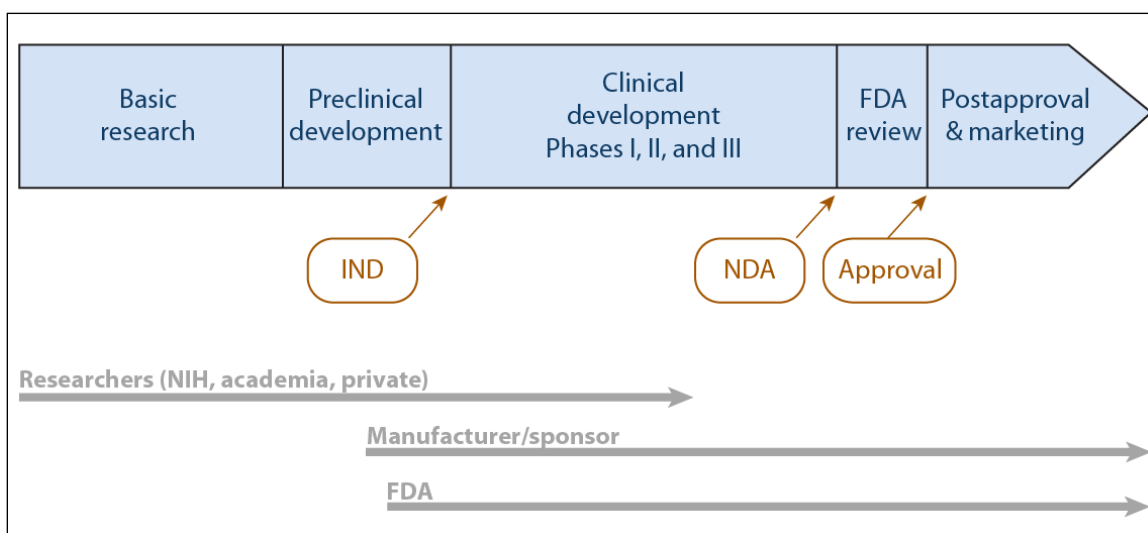 Basic
research
Preclinical
development
Clinical
development
Phases I, II, and III
FDA
review
Postapproval
& marketing
IND
NDA
Approval
Researchers (NIH, academia, private)
Manufacturer/sponsor
FDA